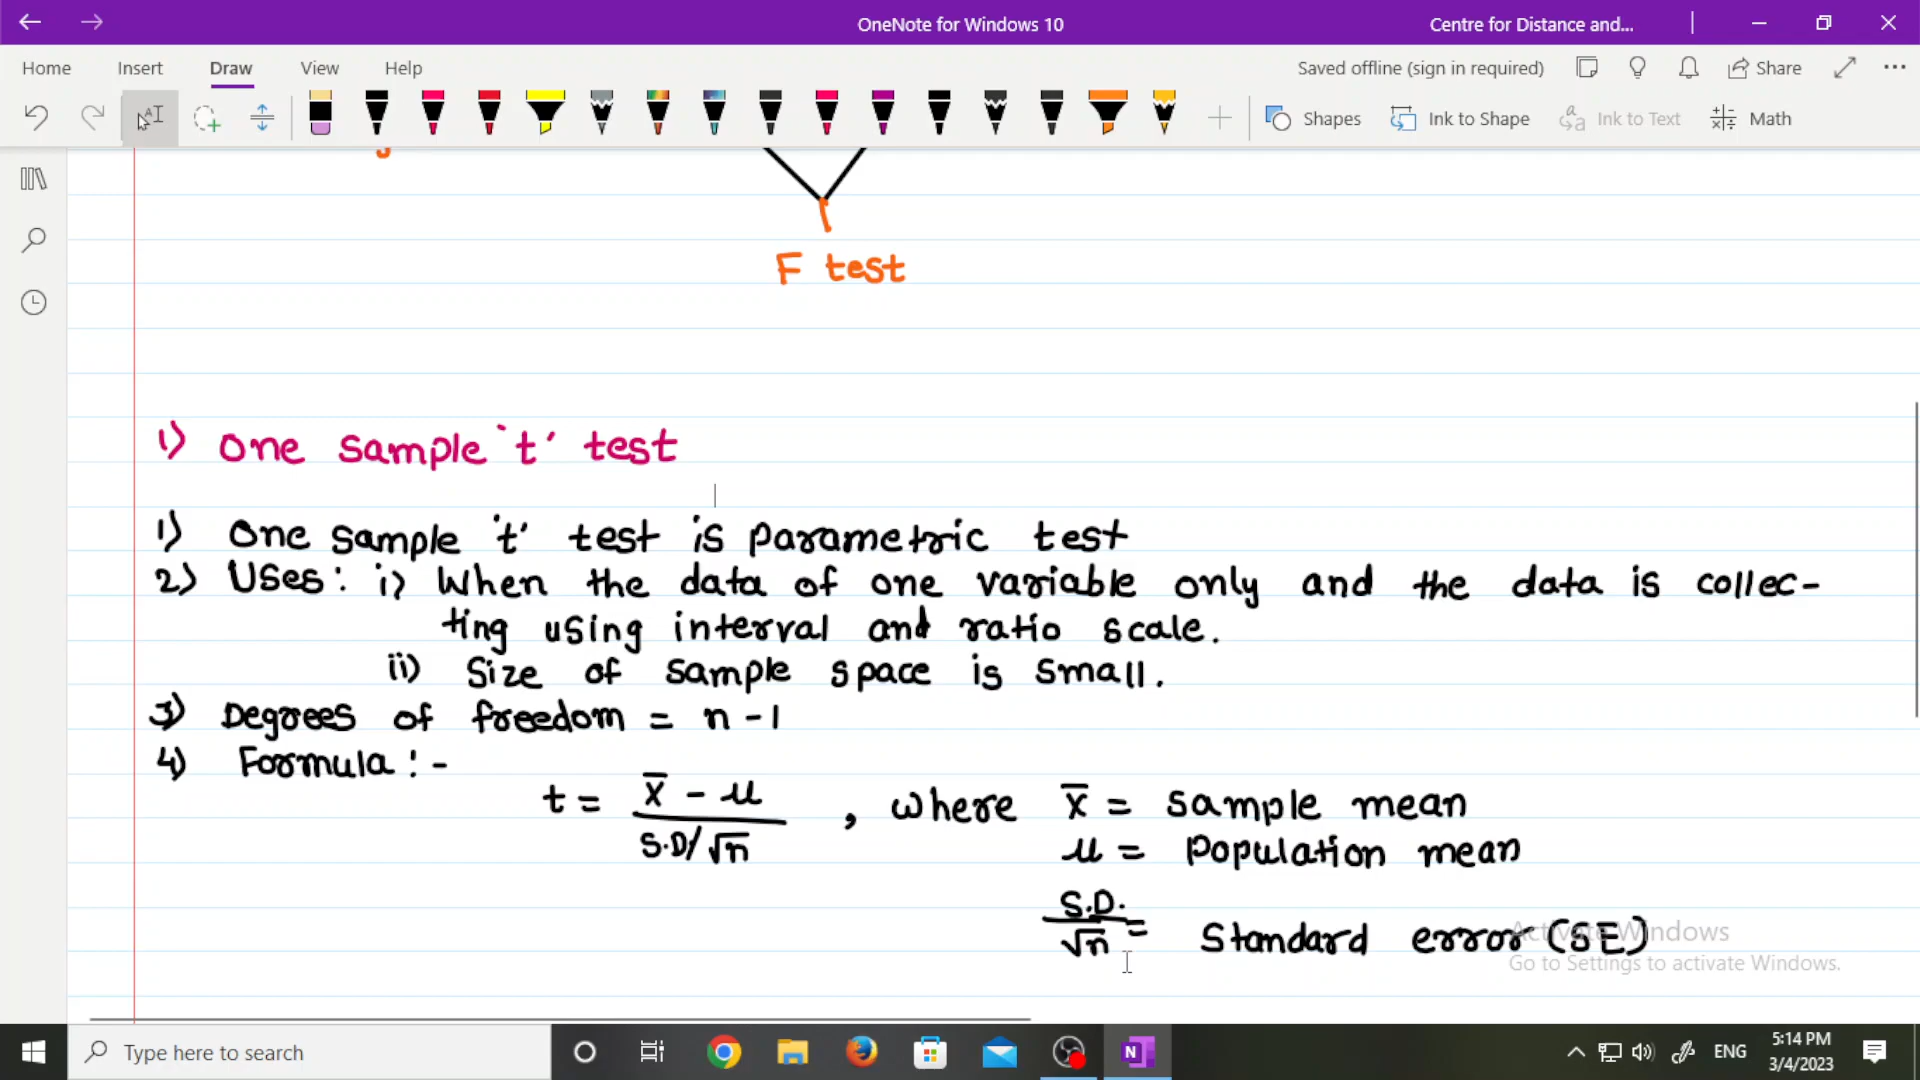 OneNote for Windows 10
Centre for Distance and...
Home Insert Draw View Help
Saved offline (sign in required)
Share
Shapes
Ink to Shape
Ink to Text
Math
F test
1) One sample 't' test
1) One sample 't' test is parametric test
2) Uses: i) When the data of one variable only and the data is collec-
ting using interval and ratio scale.
ii) Size of sample space is small.
3) Degrees of freedom = n-1
4) Formula :-
t = x̄ - μ / S.D/√n , where x̄ = sample mean
μ = Population mean
S.D. / √n = Standard error (SE)
Activate Windows
Go to Settings to activate Windows.
Type here to search
ENG
5:14 PM
3/4/2023